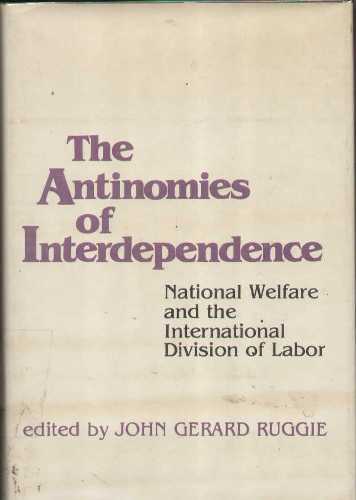 The
Antinomies
of
Interdependence
National Welfare
and the
International
Division of Labor
edited by JOHN GERARD RUGGIE